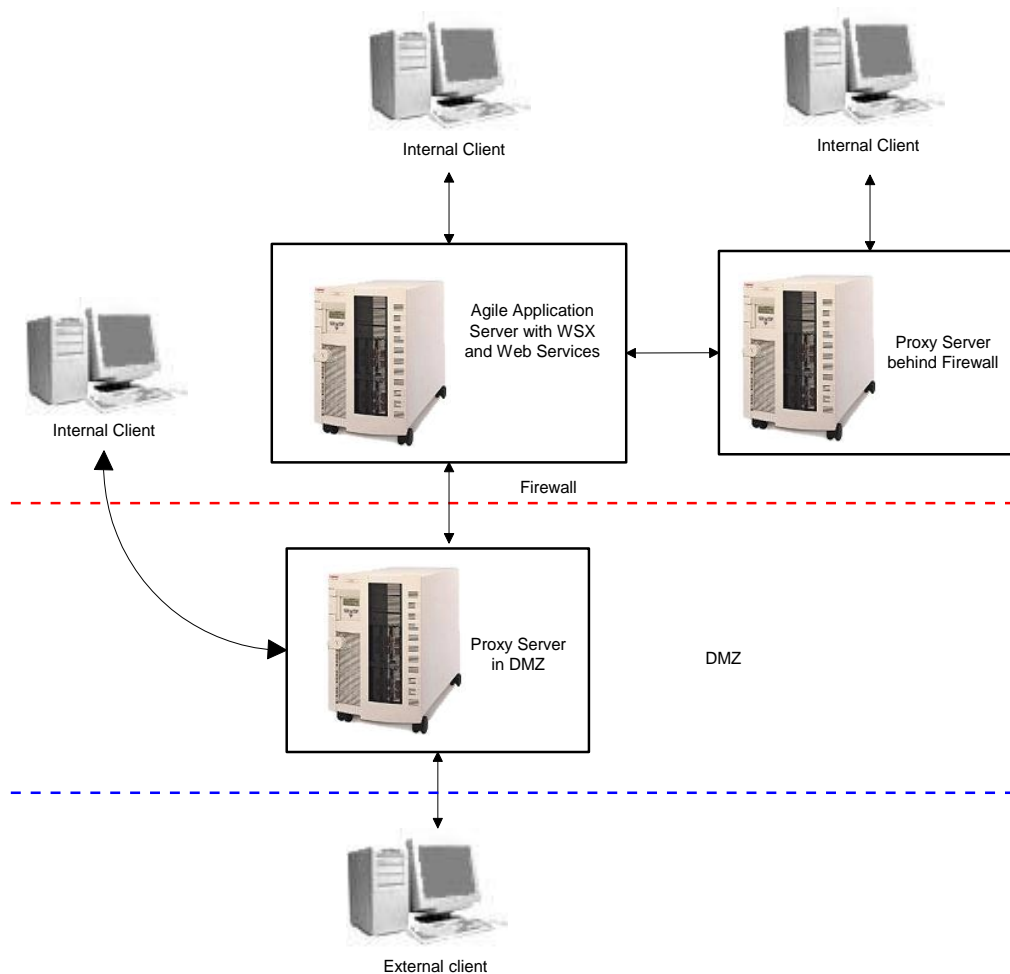 Internal Client
Internal Client
Agile Application
Server with WSX
and Web Services
Proxy Server
behind Firewall
Internal Client
Firewall
Proxy Server
in DMZ
DMZ
External client